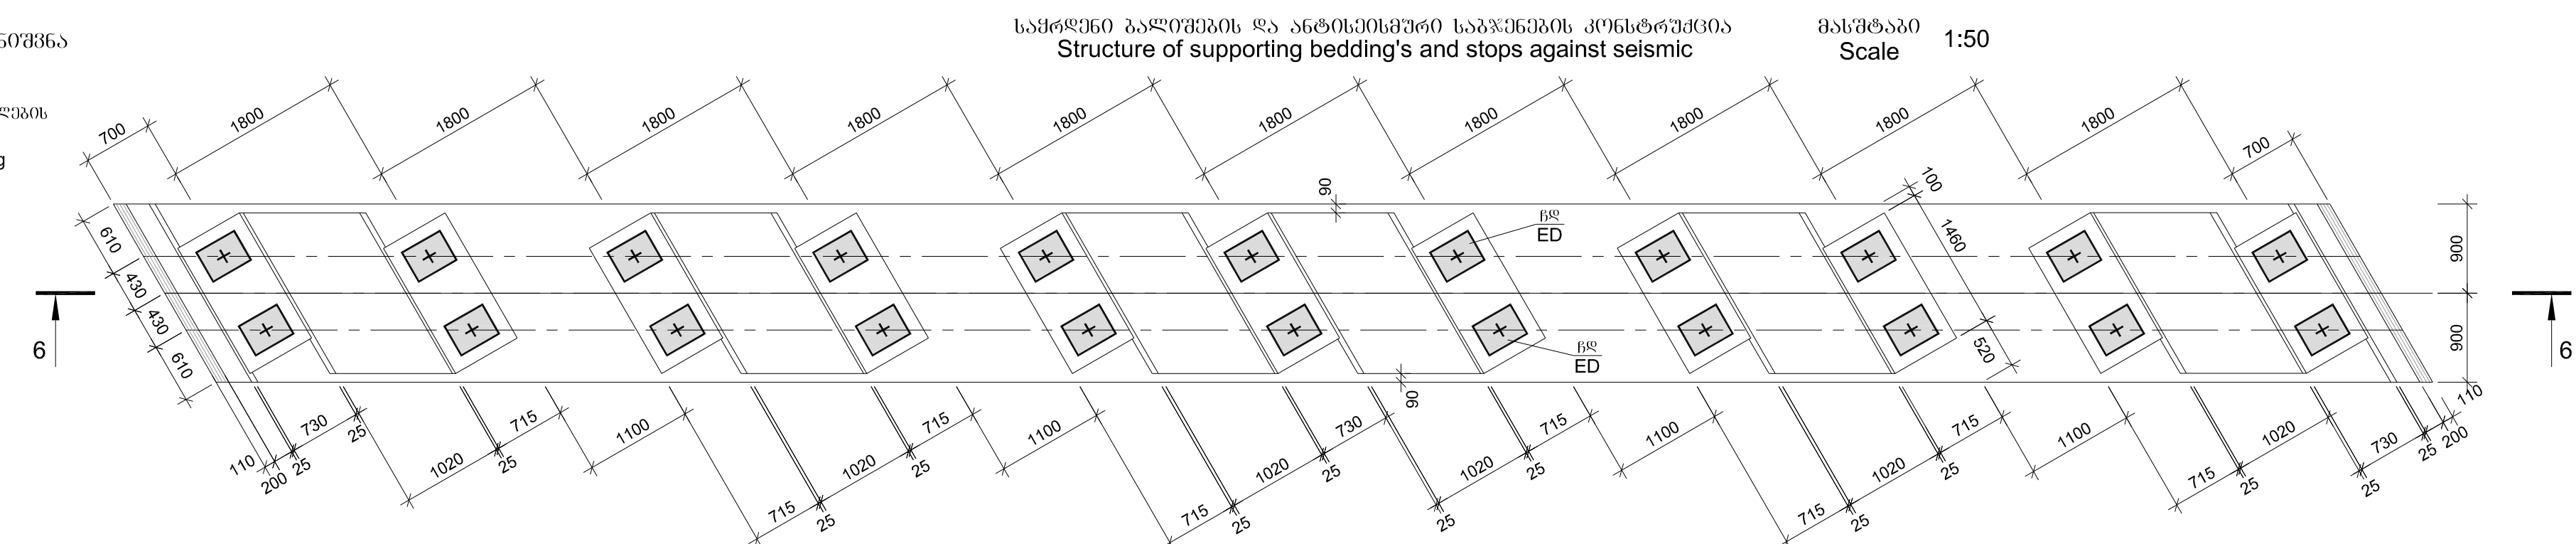 ნიშვნა
საყრდენი ბალიშების და ანტისეისმური საბჯენების კონსტრუქცია
Structure of supporting bedding's and stops against seismic
მასშტაბი
Scale
1:50
ლების
g
700 1800 1800 1800 1800 1800 1800 1800 1800 1800 1800 700
90
100
1460
520
ჩდ
ED
ჩდ
ED
610
430
430
610
900
900
6
6
90
110 200 25 730 25 1020 25 715 1100 715 25 1020 25 715 1100 715 25 1020 25 730 25 1020 25 715 1100 715 25 1020 25 715 1100 715 25 1020 25 730 25 200 110